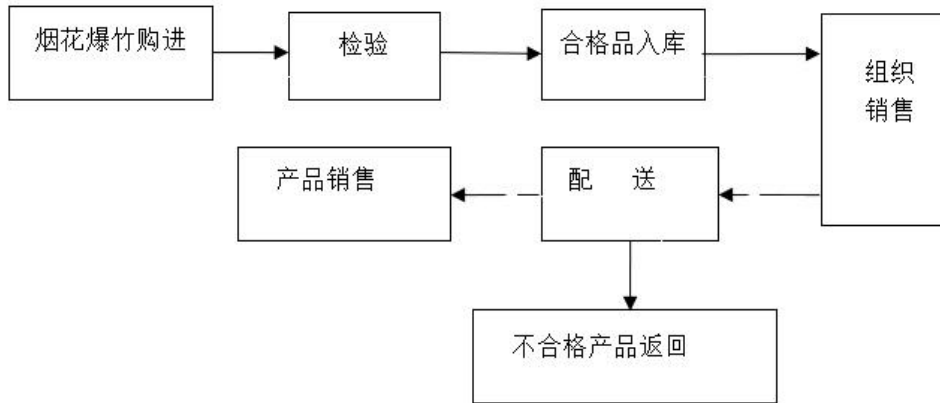 烟花爆竹购进
检验
合格品入库
组织
销售
产品销售
配 送
不合格产品返回